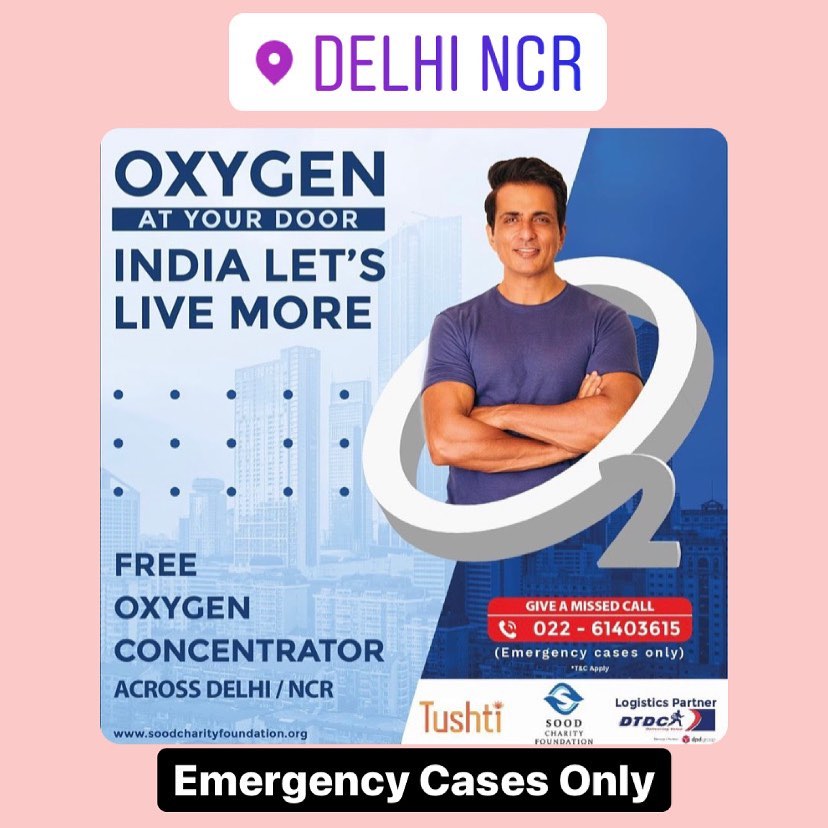 DELHI NCR
OXYGEN
AT YOUR DOOR
INDIA LET'S
LIVE MORE
O2
FREE
OXYGEN
CONCENTRATOR
ACROSS DELHI / NCR
www.soodcharityfoundation.org
GIVE A MISSED CALL
022 - 61403615
(Emergency cases only)
*T&C Apply
Tushti
SOOD
CHARITY
FOUNDATION
Logistics Partner
DTDC
Emergency Cases Only